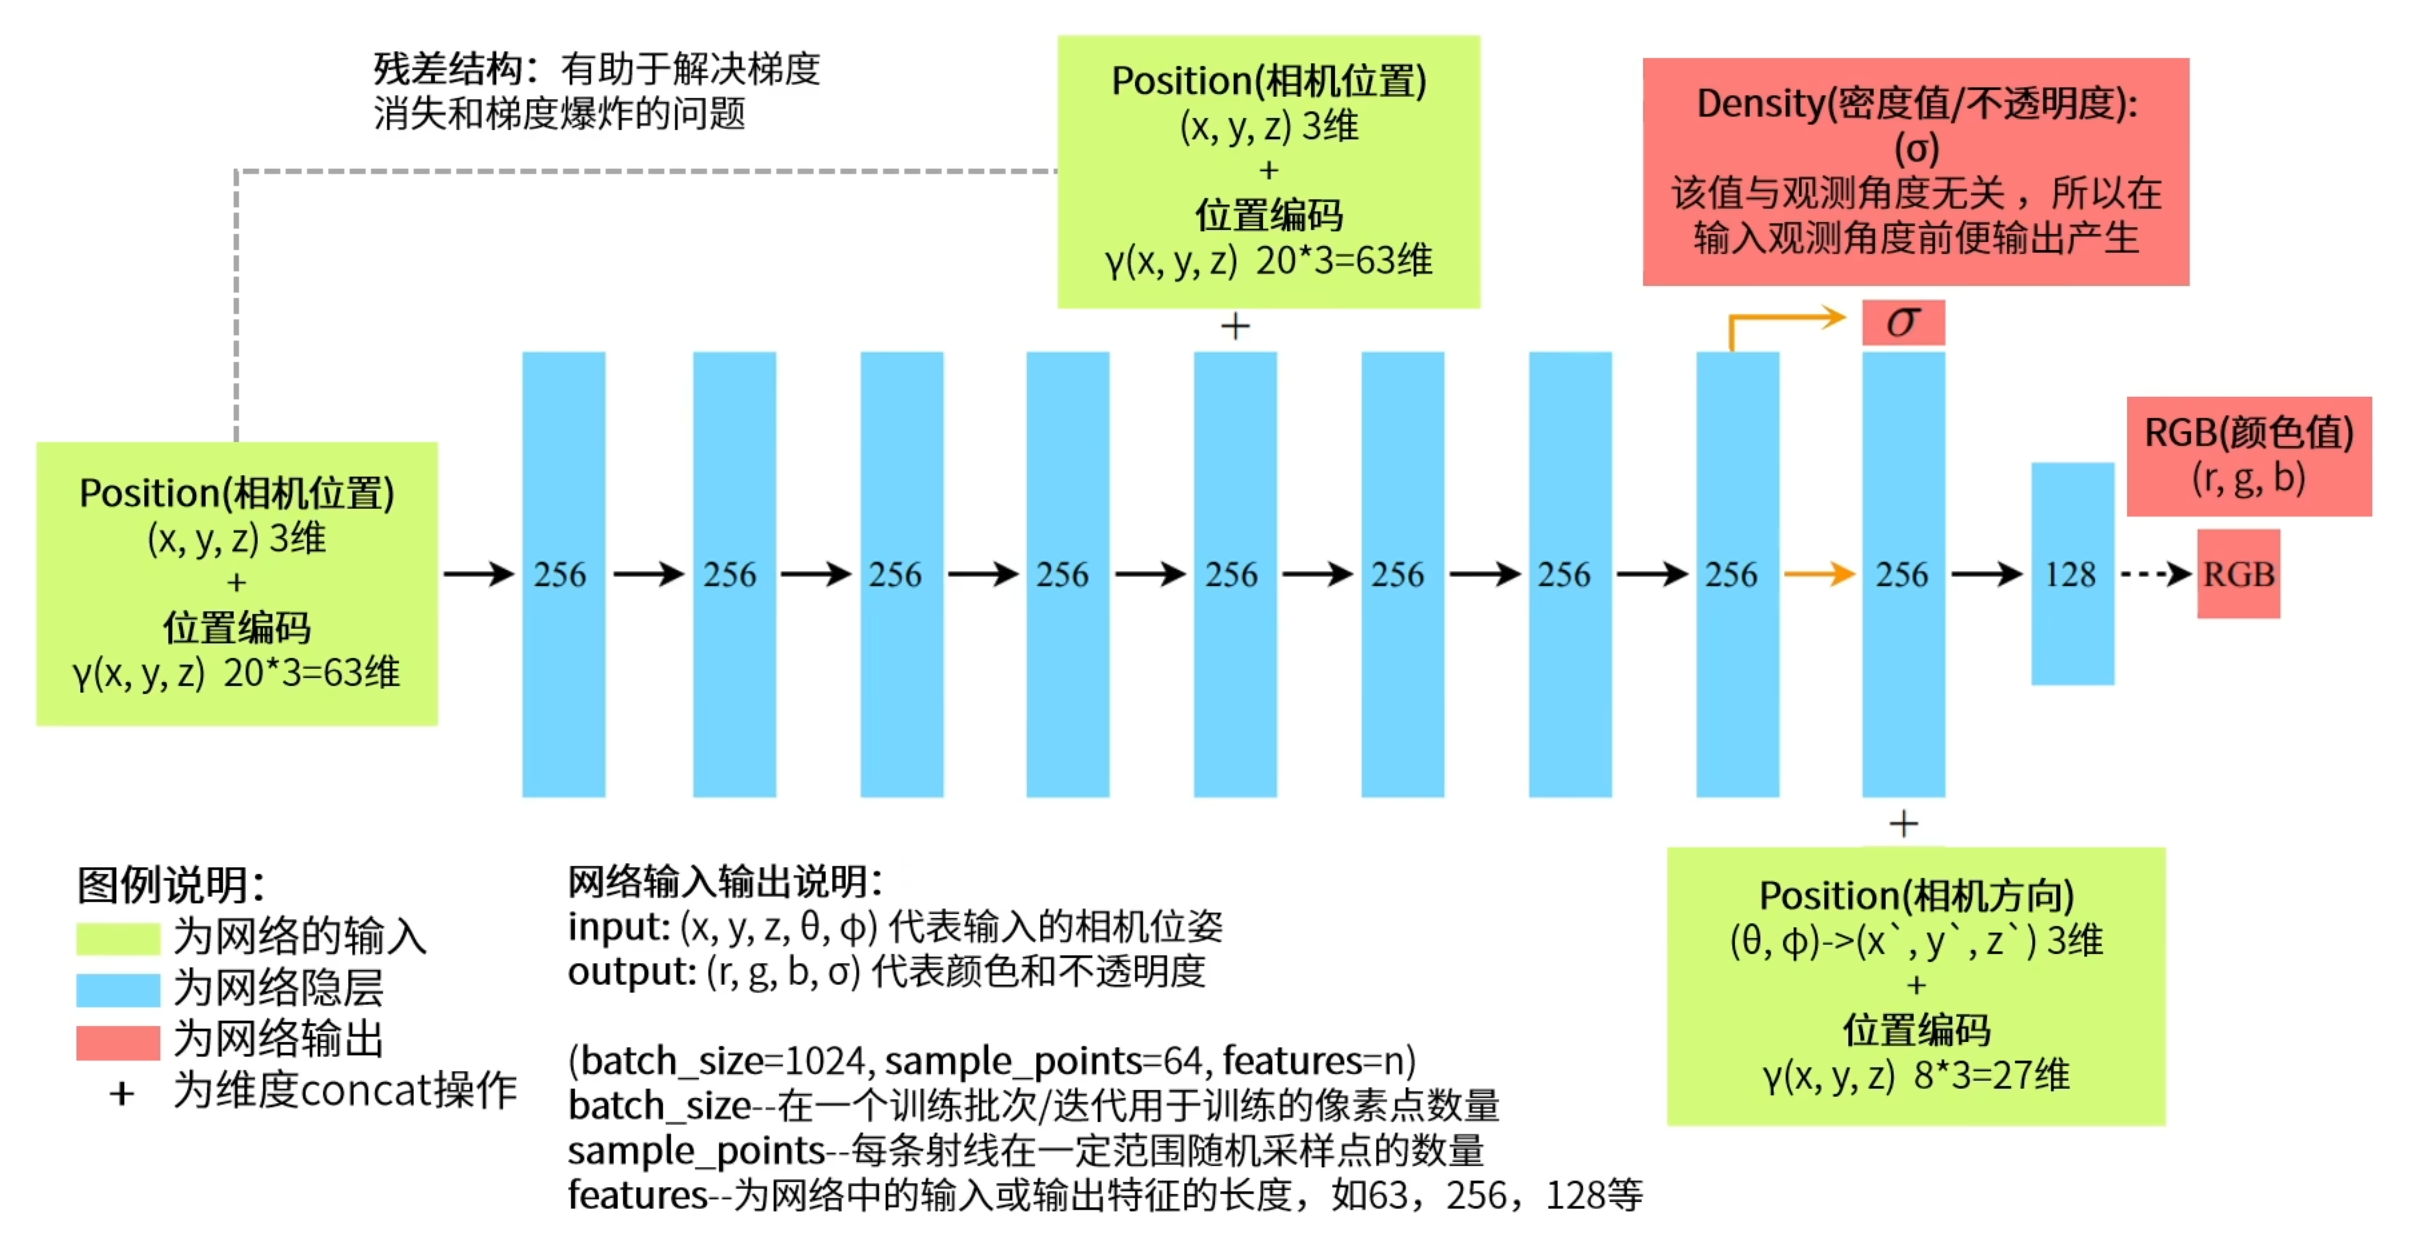 残差结构：有助于解决梯度
消失和梯度爆炸的问题
Position(相机位置)
(x, y, z) 3维
+
位置编码
γ(x, y, z) 20*3=63维
+
Density(密度值/不透明度):
(σ)
该值与观测角度无关，所以在
输入观测角度前便输出产生
σ
RGB(颜色值)
(r, g, b)
Position(相机位置)
(x, y, z) 3维
+
位置编码
γ(x, y, z) 20*3=63维
256 256 256 256 256 256 256 256 256 128 RGB
+
Position(相机方向)
(θ, φ)->(x`, y`, z`) 3维
+
位置编码
γ(x, y, z) 8*3=27维
图例说明：
为网络的输入
为网络隐层
为网络输出
+ 为维度concat操作
网络输入输出说明：
input: (x, y, z, θ, φ) 代表输入的相机位姿
output: (r, g, b, σ) 代表颜色和不透明度
(batch_size=1024, sample_points=64, features=n)
batch_size--在一个训练批次/迭代用于训练的像素点数量
sample_points--每条射线在一定范围随机采样点的数量
features--为网络中的输入或输出特征的长度，如63，256，128等